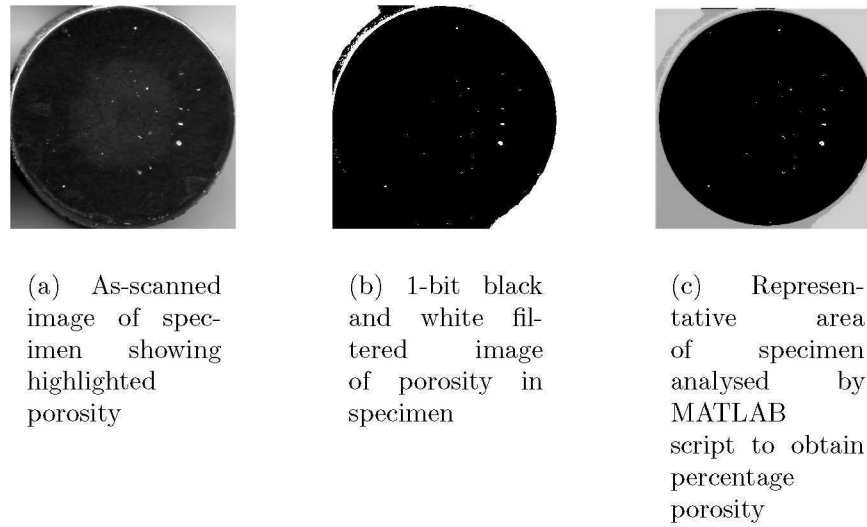 (a) As-scanned
image of spec-
imen showing
highlighted
porosity
(b) 1-bit black
and white fil-
tered image
of porosity in
specimen
(c) Represen-
tative area
of specimen
analysed by
MATLAB
script to obtain
percentage
porosity